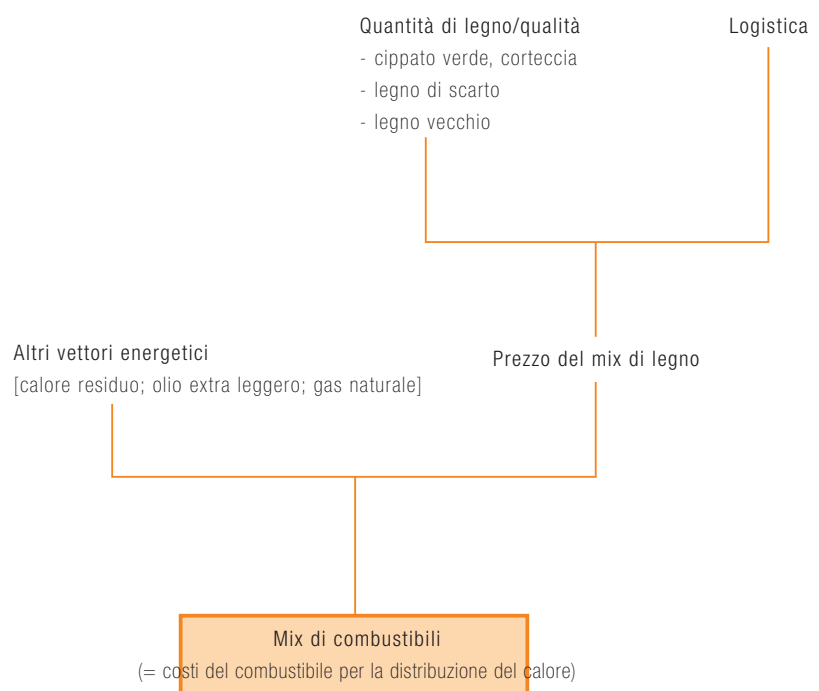 Quantità di legno/qualità
- cippato verde, corteccia
- legno di scarto
- legno vecchio
Logistica
Altri vettori energetici
[calore residuo; olio extra leggero; gas naturale]
Prezzo del mix di legno
Mix di combustibili
(= costi del combustibile per la distribuzione del calore)